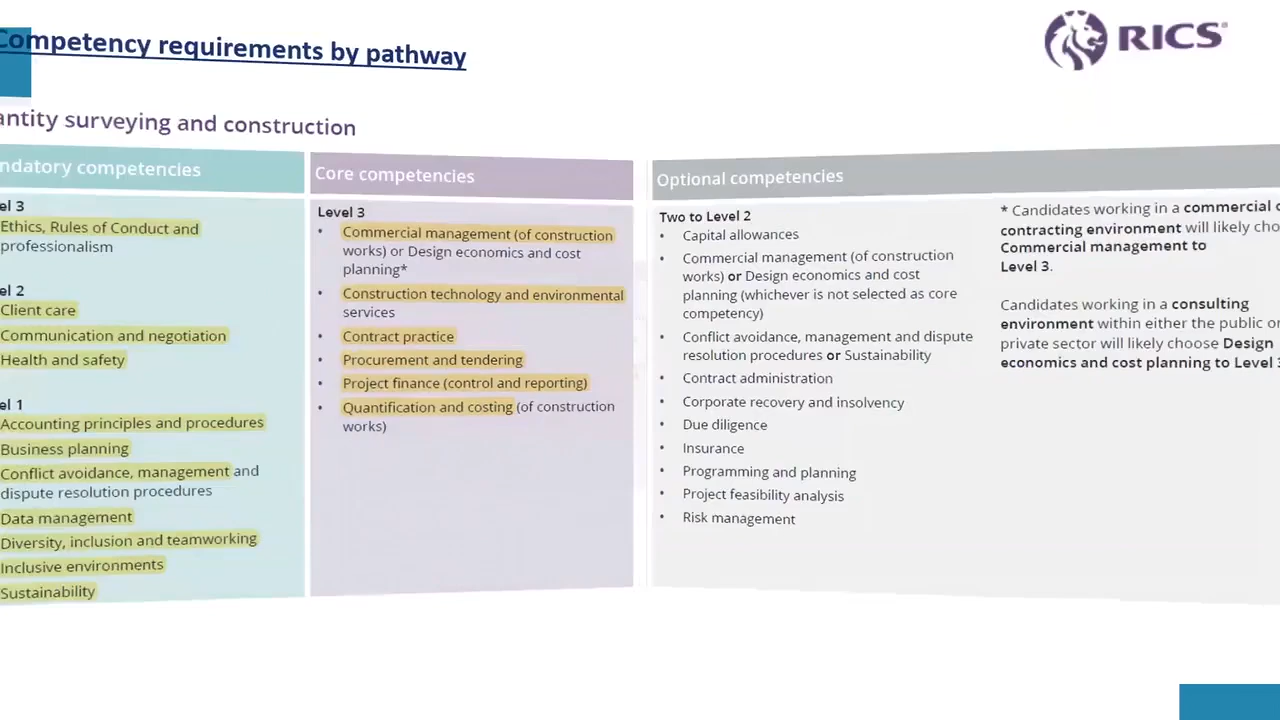 Competency requirements by pathway
RICS
antity surveying and construction
ndatory competencies
el 3
Ethics, Rules of Conduct and
professionalism
el 2
Client care
Communication and negotiation
Health and safety
el 1
Accounting principles and procedures
Business planning
Conflict avoidance, management and
dispute resolution procedures
Data management
Diversity, inclusion and teamworking
Inclusive environments
Sustainability
Core competencies
Level 3
• Commercial management (of construction
works) or Design economics and cost
planning*
• Construction technology and environmental
services
• Contract practice
• Procurement and tendering
• Project finance (control and reporting)
• Quantification and costing (of construction
works)
Optional competencies
Two to Level 2
• Capital allowances
• Commercial management (of construction
works) or Design economics and cost
planning (whichever is not selected as core
competency)
• Conflict avoidance, management and dispute
resolution procedures or Sustainability
• Contract administration
• Corporate recovery and insolvency
• Due diligence
• Insurance
• Programming and planning
• Project feasibility analysis
• Risk management
* Candidates working in a commercial o
contracting environment will likely cho
Commercial management to
Level 3.
Candidates working in a consulting
environment within either the public or
private sector will likely choose Design
economics and cost planning to Level 3